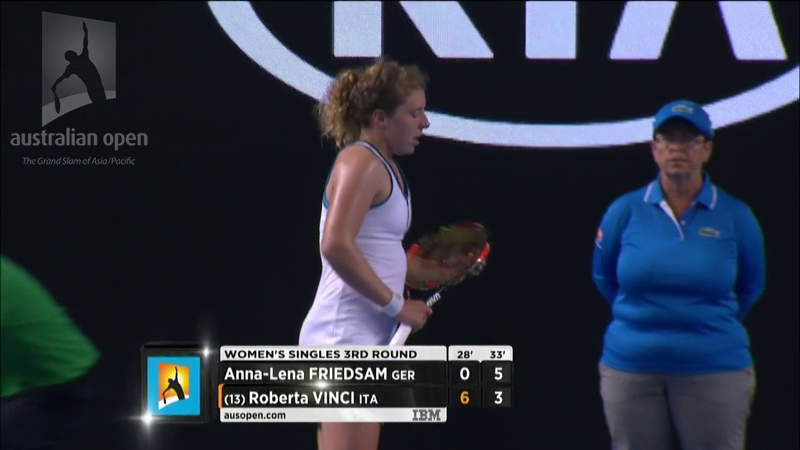 KIA
australian open
The Grand Slam of Asia/Pacific
WOMEN'S SINGLES 3RD ROUND 28' 33'
Anna-Lena FRIEDSAM GER 0 5
(13) Roberta VINCI ITA 6 3
ausopen.com IBM